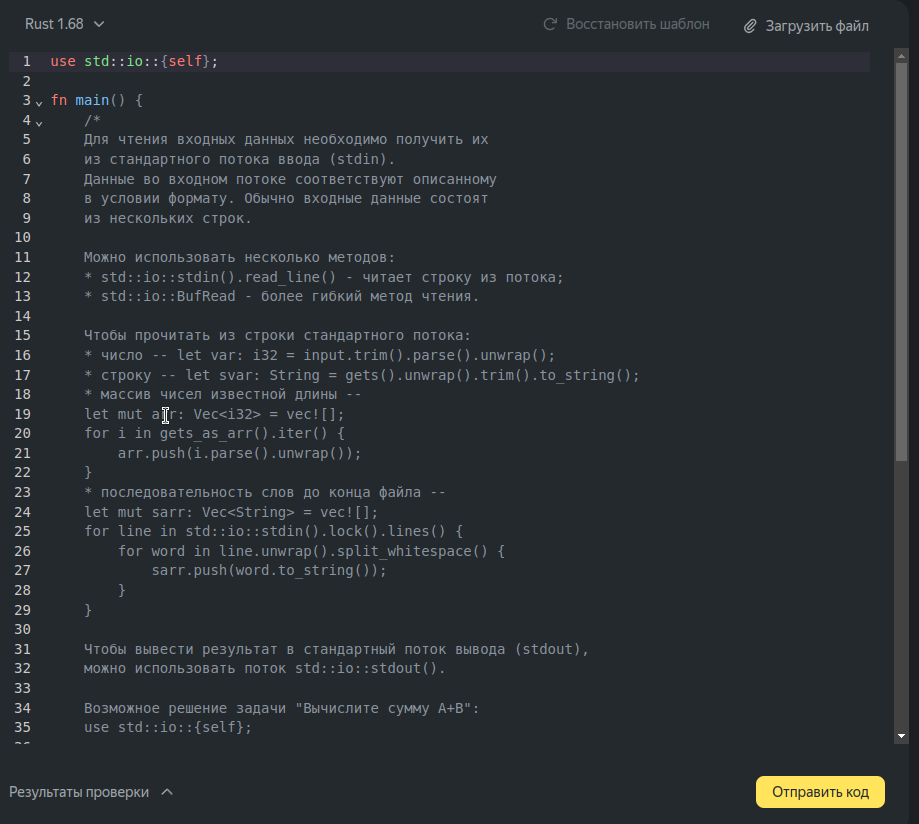 Rust 1.68
Восстановить шаблон
Загрузить файл
1 use std::io::{self};
2
3 fn main() {
4 /*
5 Для чтения входных данных необходимо получить их
6 из стандартного потока ввода (stdin).
7 Данные во входном потоке соответствуют описанному
8 в условии формату. Обычно входные данные состоят
9 из нескольких строк.
10
11 Можно использовать несколько методов:
12 * std::io::stdin().read_line() - читает строку из потока;
13 * std::io::BufRead - более гибкий метод чтения.
14
15 Чтобы прочитать из строки стандартного потока:
16 * число -- let var: i32 = input.trim().parse().unwrap();
17 * строку -- let svar: String = gets().unwrap().trim().to_string();
18 * массив чисел известной длины --
19 let mut arr: Vec<i32> = vec![];
20 for i in gets_as_arr().iter() {
21 arr.push(i.parse().unwrap());
22 }
23 * последовательность слов до конца файла --
24 let mut sarr: Vec<String> = vec![];
25 for line in std::io::stdin().lock().lines() {
26 for word in line.unwrap().split_whitespace() {
27 sarr.push(word.to_string());
28 }
29 }
30
31 Чтобы вывести результат в стандартный поток вывода (stdout),
32 можно использовать поток std::io::stdout().
33
34 Возможное решение задачи "Вычислите сумму A+B":
35 use std::io::{self};
Результаты проверки
Отправить код